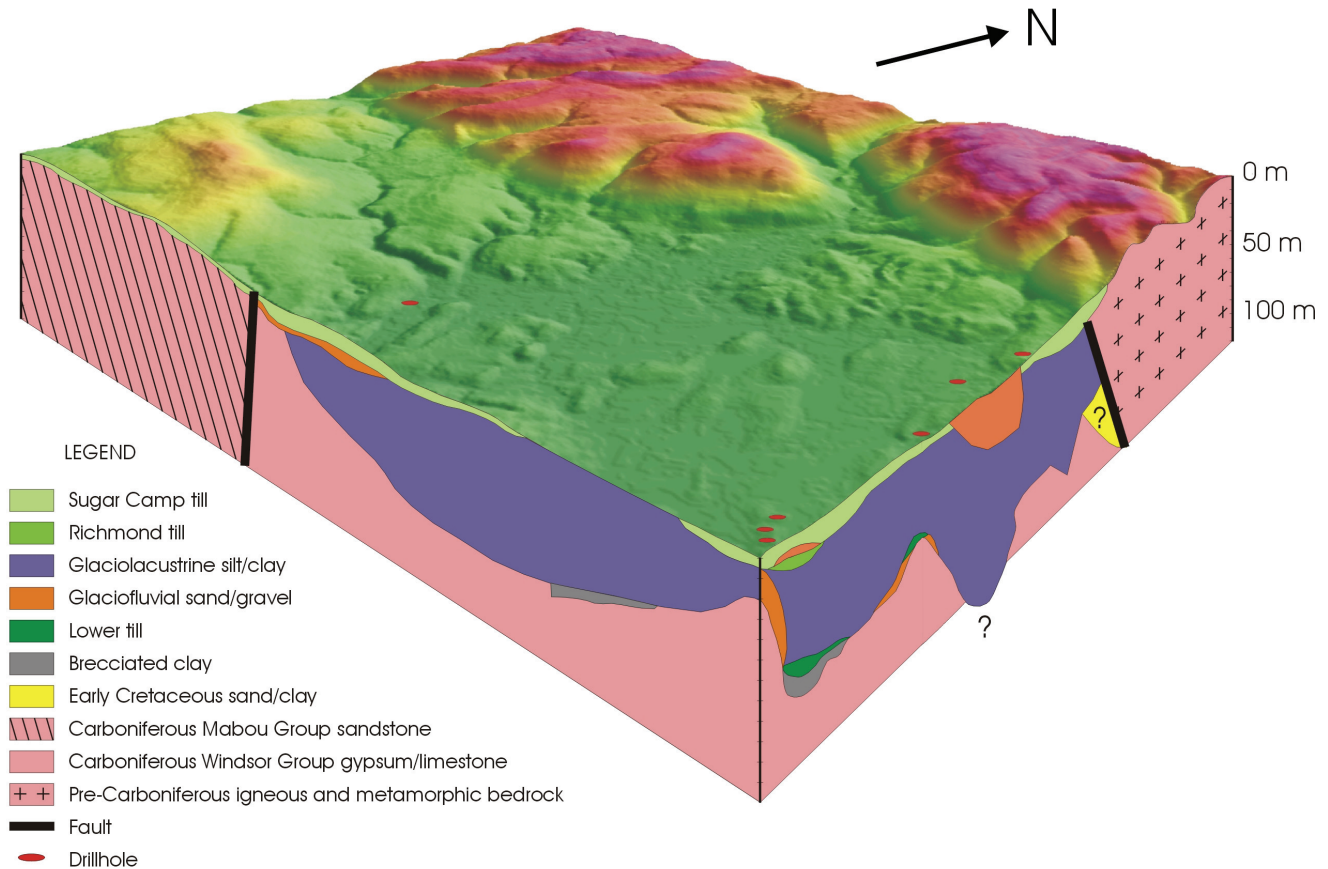 N
0 m
50 m
100 m
?
?
LEGEND
Sugar Camp till
Richmond till
Glaciolacustrine silt/clay
Glaciofluvial sand/gravel
Lower till
Brecciated clay
Early Cretaceous sand/clay
Carboniferous Mabou Group sandstone
Carboniferous Windsor Group gypsum/limestone
Pre-Carboniferous igneous and metamorphic bedrock
Fault
Drillhole